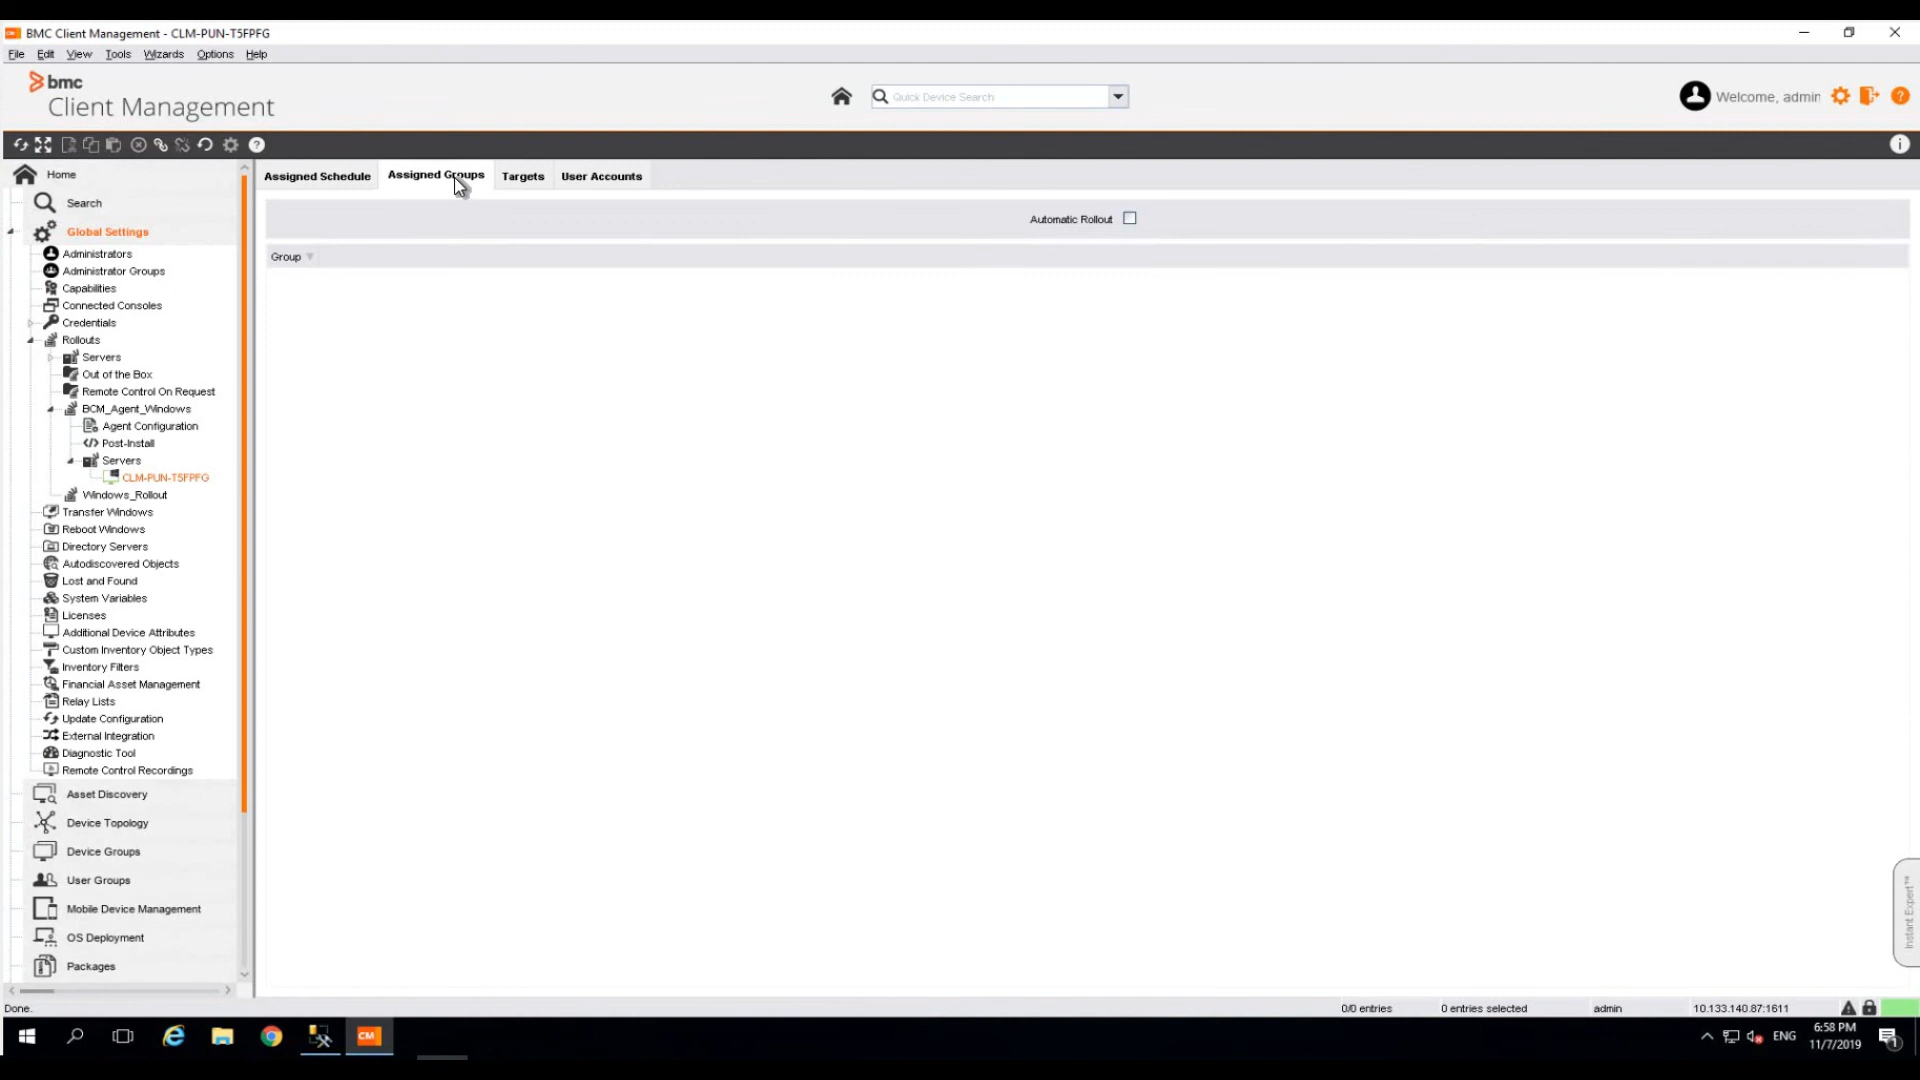 BMC Client Management - CLM-PUN-T5FPFG
File Edit View Tools Wizards Options Help
bmc
Client Management
Quick Device Search
Welcome, admin
Home
Search
Global Settings
Administrators
Administrator Groups
Capabilities
Connected Consoles
Credentials
Rollouts
Servers
Out of the Box
Remote Control On Request
BCM_Agent_Windows
Agent Configuration
Post-Install
Servers
CLM-PUN-T5FPFG
Windows_Rollout
Transfer Windows
Reboot Windows
Directory Servers
Autodiscovered Objects
Lost and Found
System Variables
Licenses
Additional Device Attributes
Custom Inventory Object Types
Inventory Filters
Financial Asset Management
Relay Lists
Update Configuration
External Integration
Diagnostic Tool
Remote Control Recordings
Asset Discovery
Device Topology
Device Groups
User Groups
Mobile Device Management
OS Deployment
Packages
Assigned Schedule Assigned Groups Targets User Accounts
Automatic Rollout
Group
Instant Expert™
Done. 0/0 entries 0 entries selected admin 10.133.140.87:1611
CM ENG
6:58 PM
11/7/2019
1